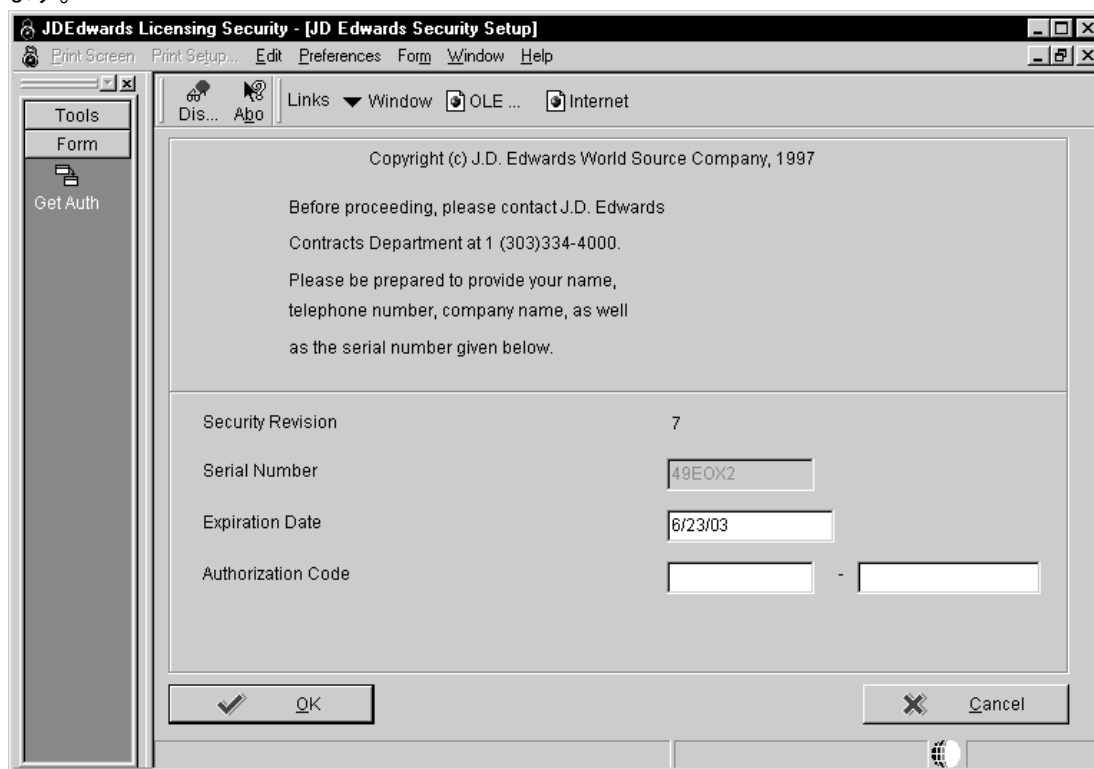 JDEdwards Licensing Security - [JD Edwards Security Setup]
Print Screen Print Setup... Edit Preferences Form Window Help
Tools
Form
Get Auth
Dis... Abo Links Window OLE ... Internet
Copyright (c) J.D. Edwards World Source Company, 1997
Before proceeding, please contact J.D. Edwards
Contracts Department at 1 (303)334-4000.
Please be prepared to provide your name,
telephone number, company name, as well
as the serial number given below.
Security Revision 7
Serial Number 49EOX2
Expiration Date 6/23/03
Authorization Code -
OK Cancel